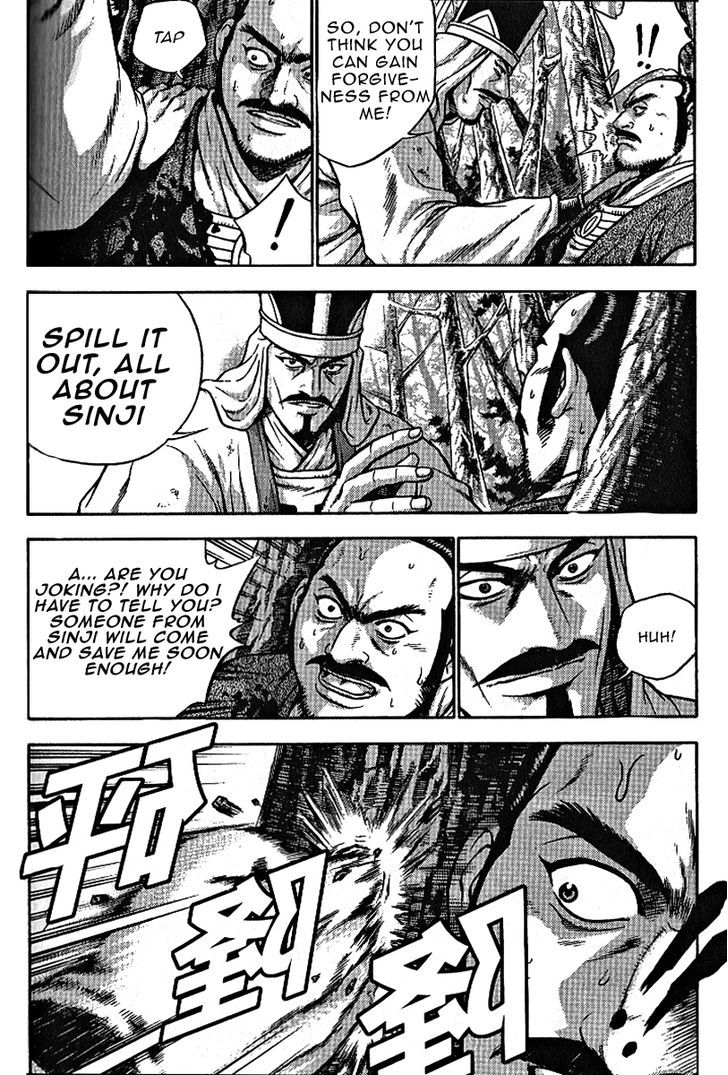 TAP
!
SO, DON'T
THINK YOU
CAN GAIN
FORGIVE-
NESS FROM
ME!
!!
SPILL IT
OUT, ALL
ABOUT
SINJI
A... ARE YOU
JOKING?! WHY DO I
HAVE TO TELL YOU?
SOMEONE FROM
SINJI WILL COME
AND SAVE ME SOON
ENOUGH!
HUH!
!!